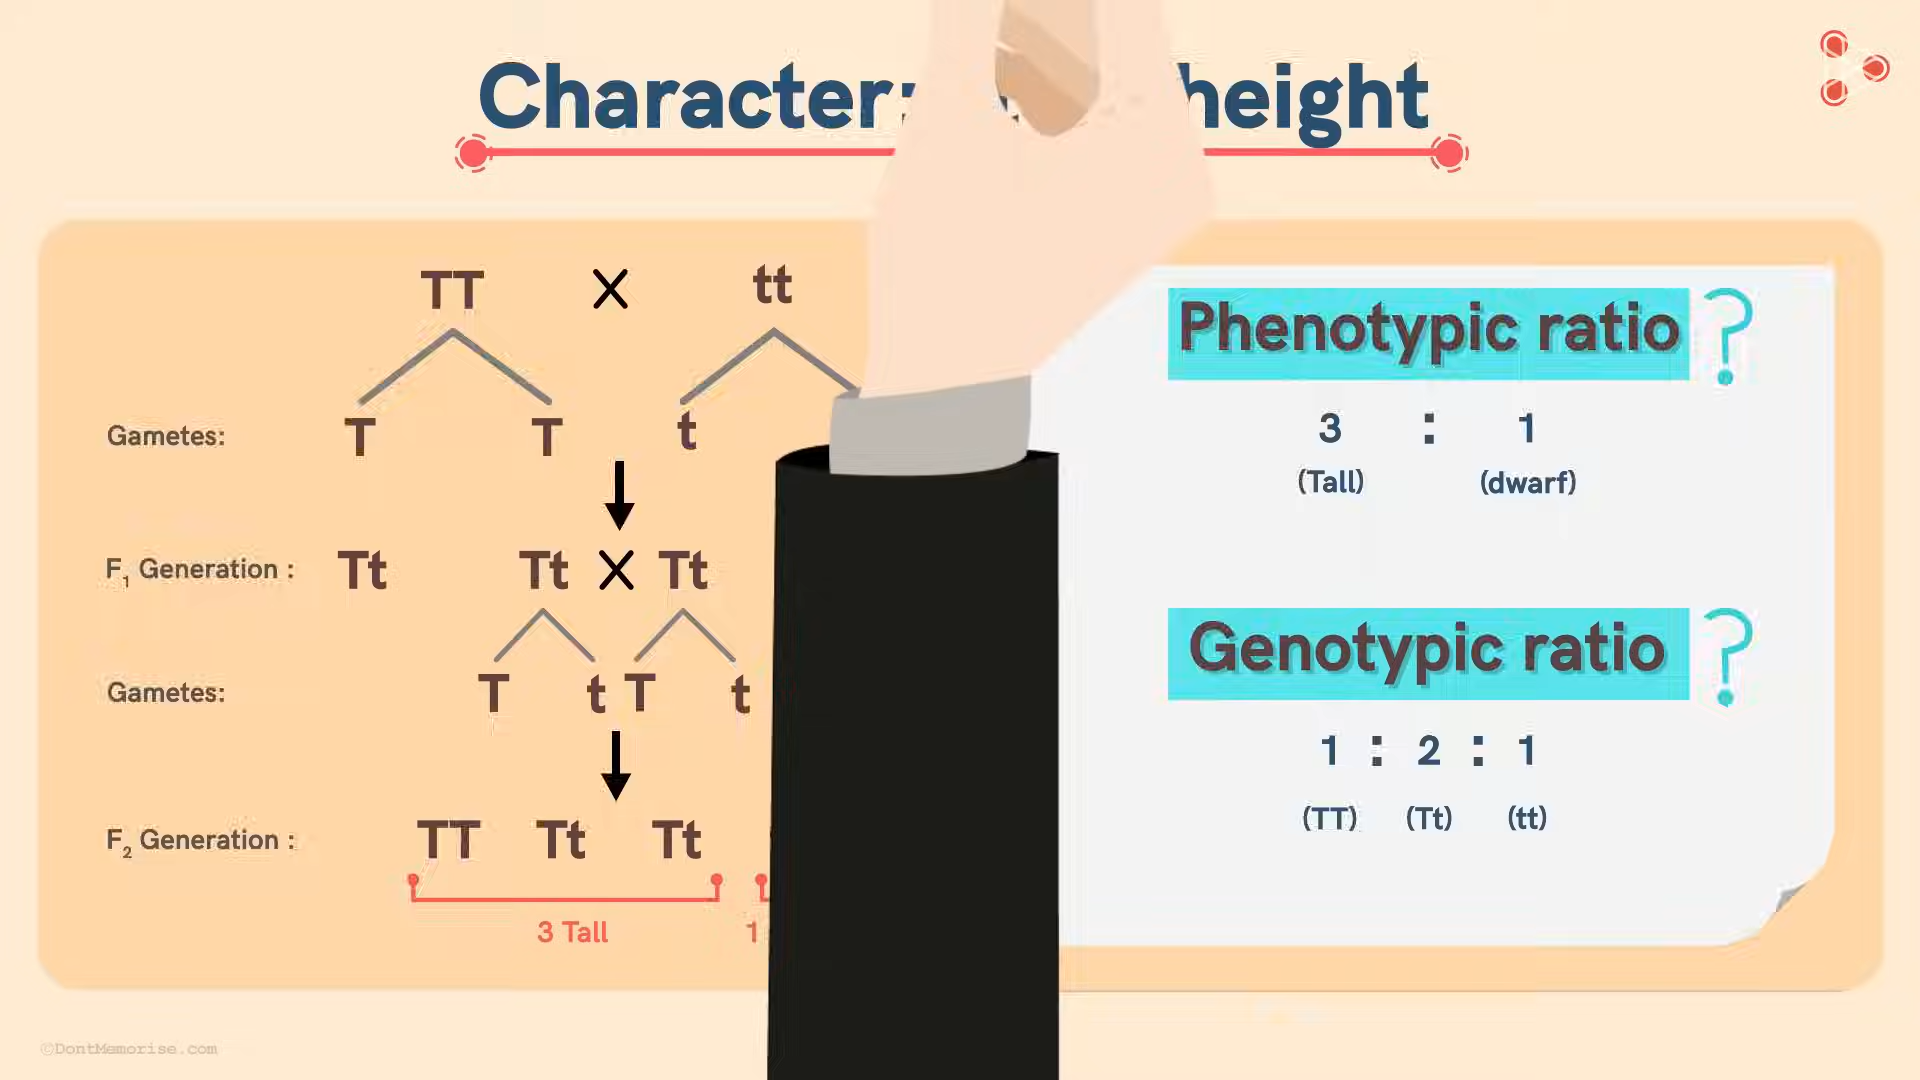 Character: height
TT X tt
Gametes: T T t
F₁ Generation : Tt Tt X Tt
Gametes: T t T t
F₂ Generation : TT Tt Tt
3 Tall 1
Phenotypic ratio ?
3 : 1
(Tall) (dwarf)
Genotypic ratio ?
1 : 2 : 1
(TT) (Tt) (tt)
©DontMemorise.com